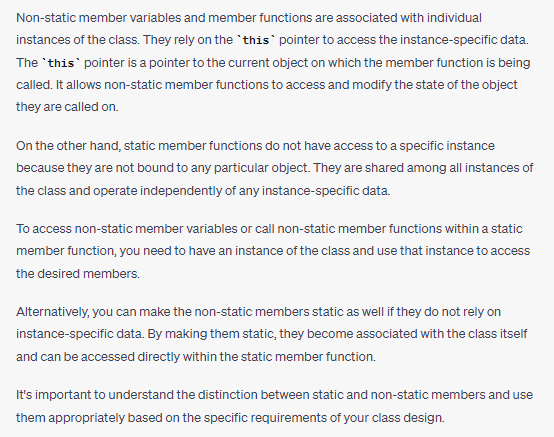 Non-static member variables and member functions are associated with individual
instances of the class. They rely on the `this` pointer to access the instance-specific data.
The `this` pointer is a pointer to the current object on which the member function is being
called. It allows non-static member functions to access and modify the state of the object
they are called on.
On the other hand, static member functions do not have access to a specific instance
because they are not bound to any particular object. They are shared among all instances of
the class and operate independently of any instance-specific data.
To access non-static member variables or call non-static member functions within a static
member function, you need to have an instance of the class and use that instance to access
the desired members.
Alternatively, you can make the non-static members static as well if they do not rely on
instance-specific data. By making them static, they become associated with the class itself
and can be accessed directly within the static member function.
It's important to understand the distinction between static and non-static members and use
them appropriately based on the specific requirements of your class design.